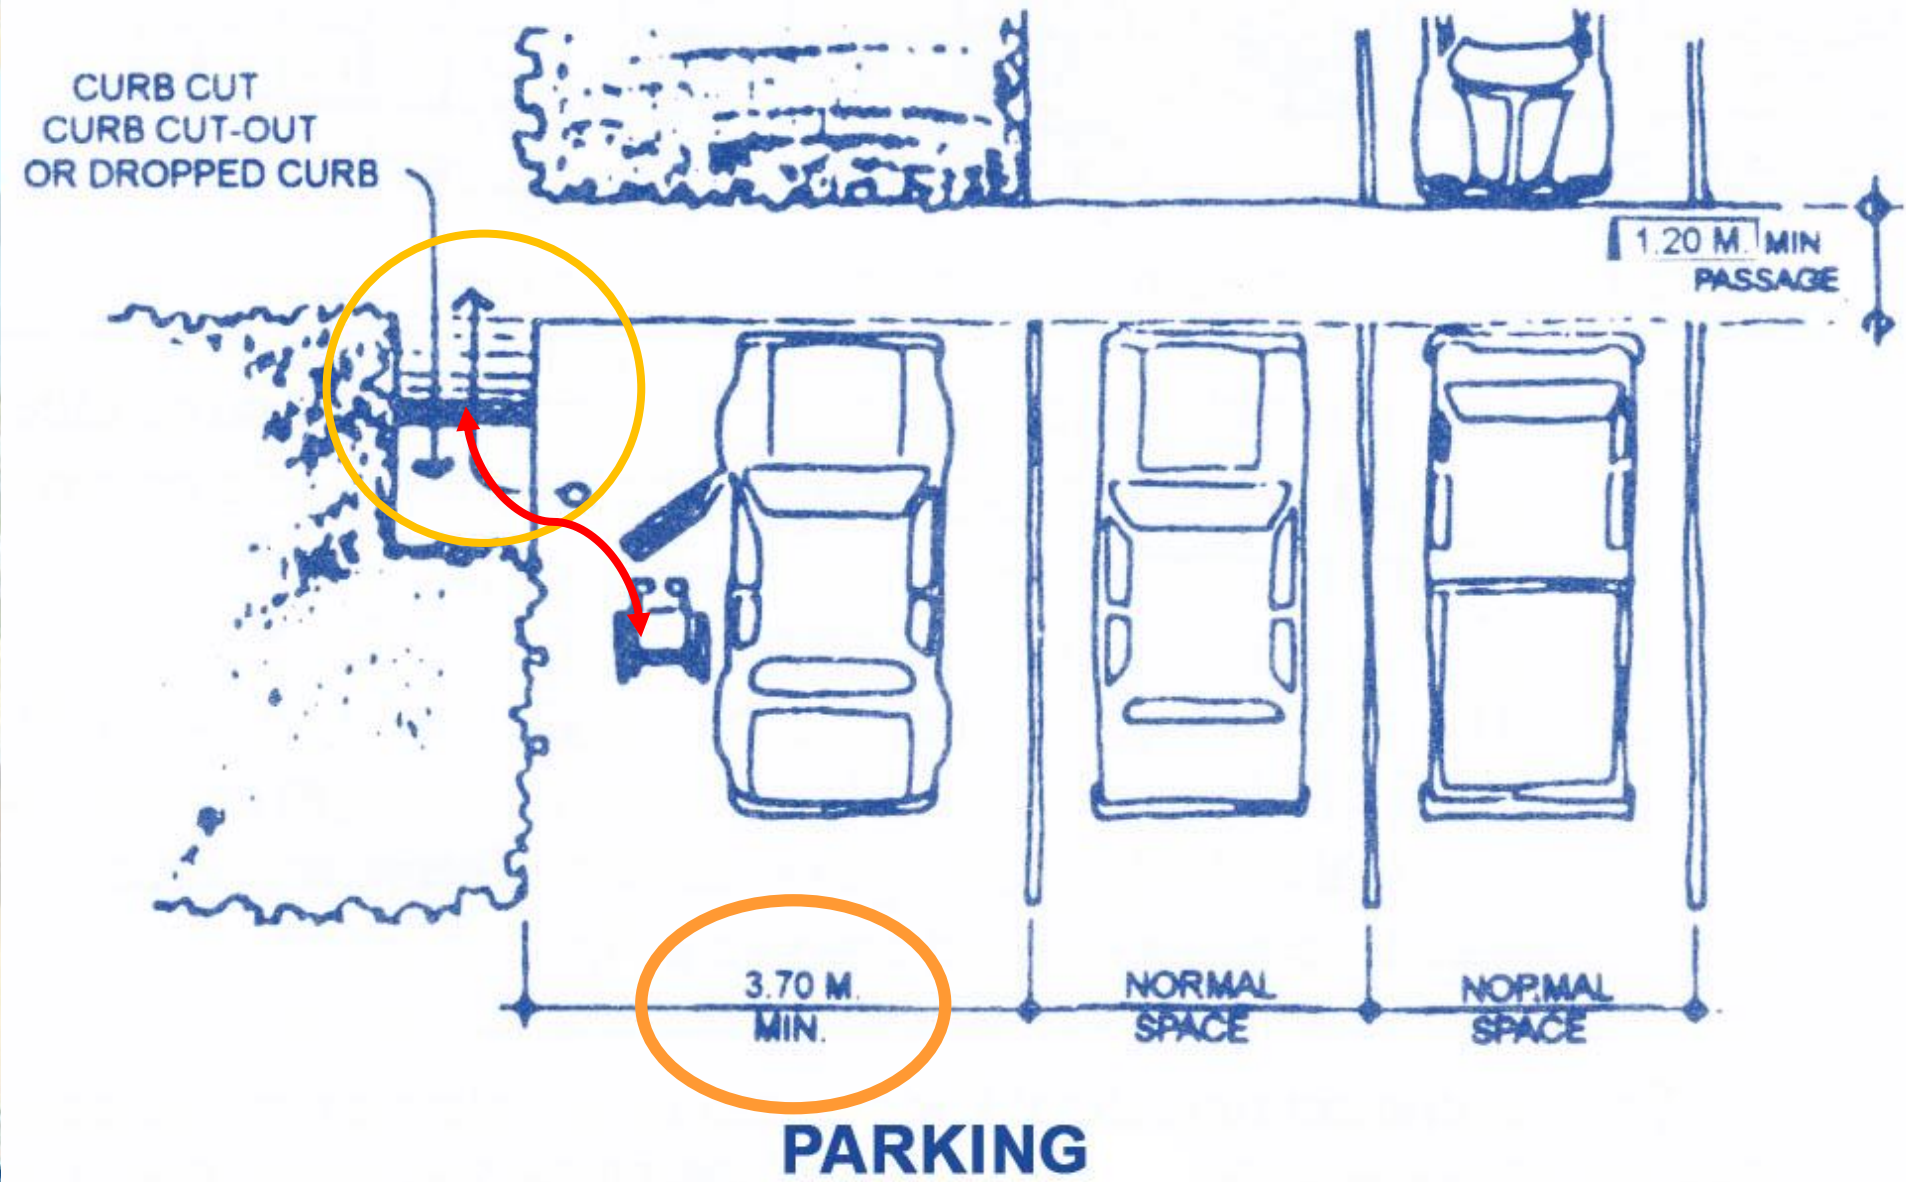 CURB CUT
CURB CUT-OUT
OR DROPPED CURB
1.20 M. MIN
PASSAGE
3.70 M.
MIN.
NORMAL
SPACE
NORMAL
SPACE
PARKING